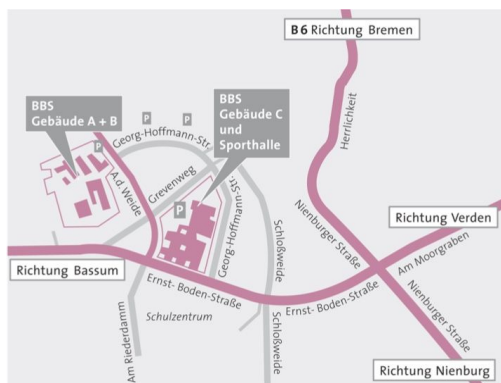 B6 Richtung Bremen
BBS
Gebäude A + B
BBS
Gebäude C
und
Sporthalle
P
P
P
P
Georg-Hoffmann-Str.
Herrlichkeit
A.d. Weide
Grevenweg
Georg-Hoffmann-Str.
Schloßweide
Nienburger Straße
Richtung Verden
Am Moorgraben
Richtung Bassum
Ernst- Boden-Straße
Ernst- Boden-Straße
Nienburger Straße
Am Riederdamm
Schulzentrum
Schloßweide
Richtung Nienburg